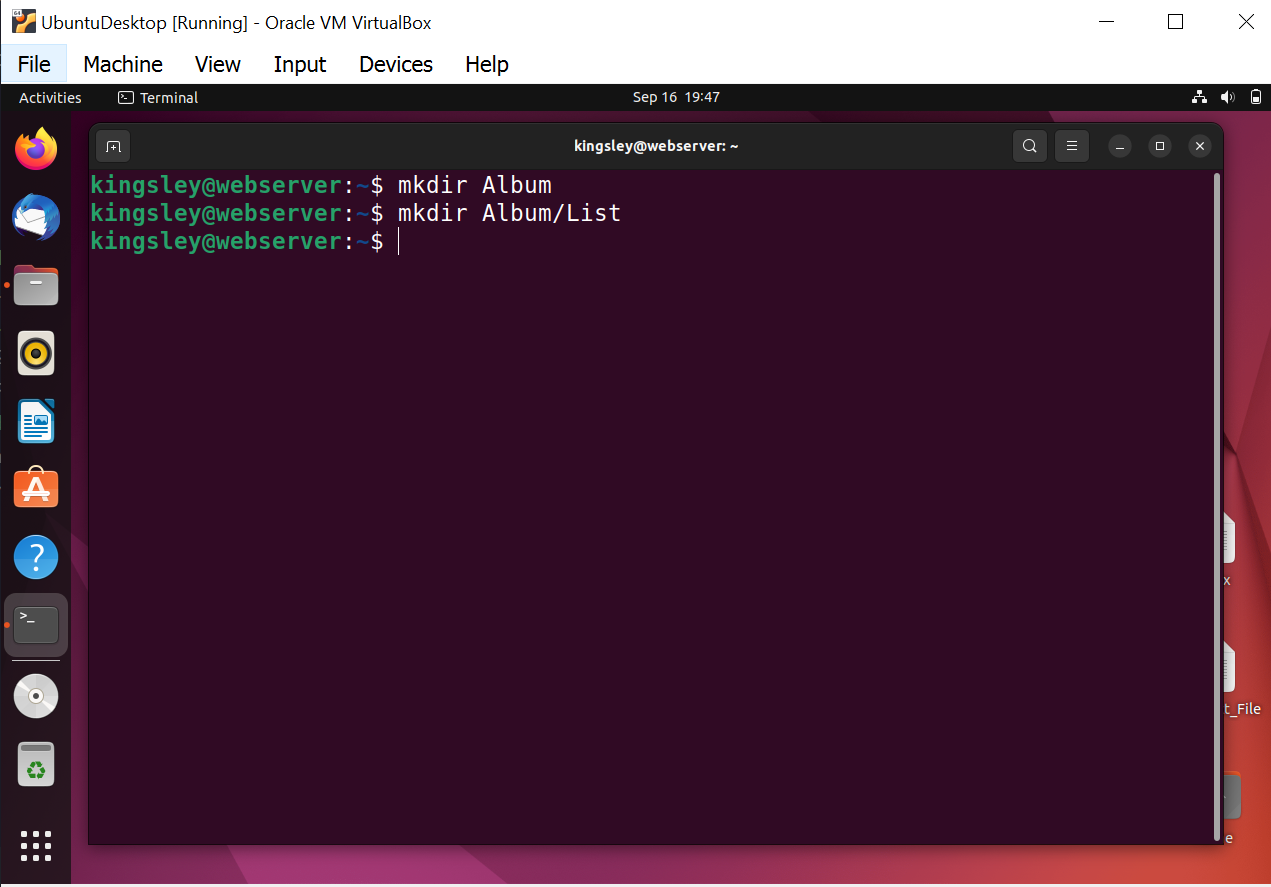 UbuntuDesktop [Running] - Oracle VM VirtualBox
File Machine View Input Devices Help
Activities Terminal Sep 16 19:47
kingsley@webserver: ~
kingsley@webserver:~$ mkdir Album
kingsley@webserver:~$ mkdir Album/List
kingsley@webserver:~$
x
t_File
e